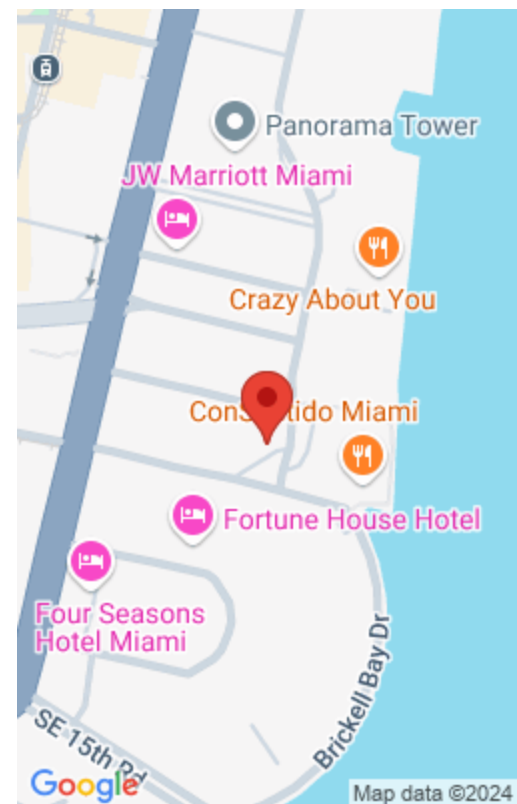 Panorama Tower
JW Marriott Miami
Crazy About You
ConS tido Miami
Fortune House Hotel
Four Seasons
Hotel Miami
Brickell Bay Dr
SE 15th Rd
Google
Map data ©2024